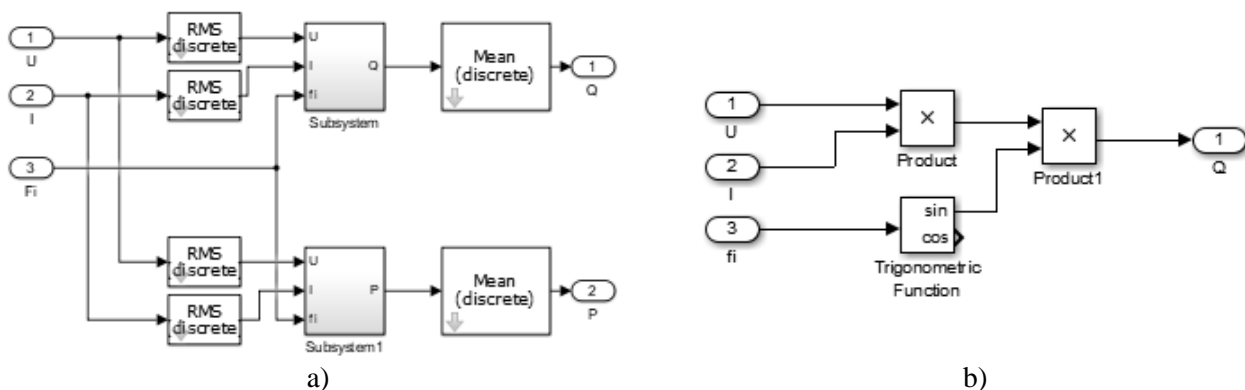 1
U
RMS
discrete
2
I
RMS
discrete
3
Fi
U
I
fi
Q
Subsystem
Mean
(discrete)
1
Q
RMS
discrete
RMS
discrete
U
I
fi
P
Subsystem1
Mean
(discrete)
2
P
a)
1
U
2
I
3
fi
×
Product
sin
cos
Trigonometric
Function
×
Product1
1
Q
b)